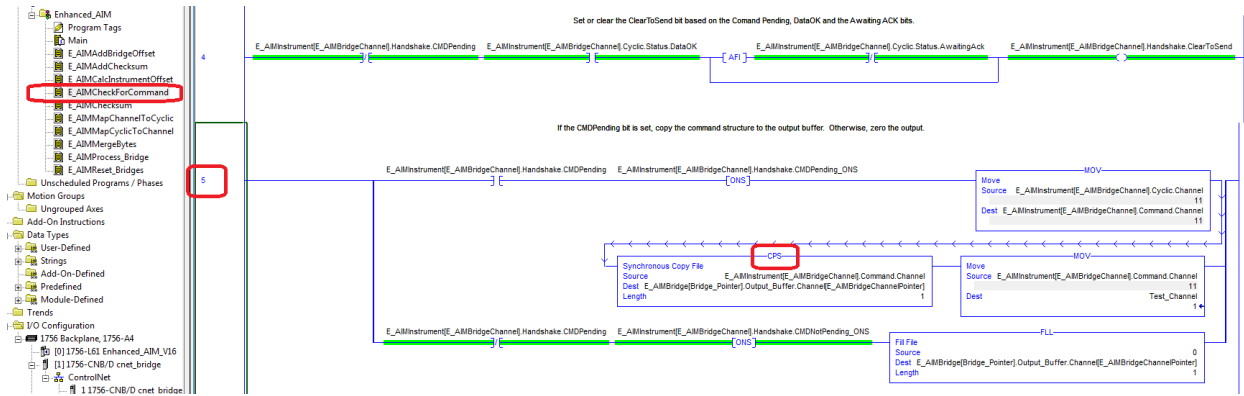 Enhanced_AIM
Program Tags
Main
E_AIMAddBridgeOffset
E_AIMAddChecksum
E_AIMCalcInstrumentOffset
E_AIMCheckForCommand
E_AIMChecksum
E_AIMMapChannelToCyclic
E_AIMMapCyclicToChannel
E_AIMMergeBytes
E_AIMProcess_Bridge
E_AIMReset_Bridges
Unscheduled Programs / Phases
Motion Groups
Ungrouped Axes
Add-On Instructions
Data Types
User-Defined
Strings
Add-On-Defined
Predefined
Module-Defined
Trends
I/O Configuration
1756 Backplane, 1756-A4
[0] 1756-L61 Enhanced_AIM_V16
[1] 1756-CNB/D cnet_bridge
ControlNet
1 1756-CNB/D cnet bridge
Set or clear the ClearToSend bit based on the Comand Pending, DataOK and the Awaiting ACK bits.
4
E_AIMInstrument[E_AIMBridgeChannel].Handshake.CMDPending
E_AIMInstrument[E_AIMBridgeChannel].Cyclic.Status.DataOK
AFI
E_AIMInstrument[E_AIMBridgeChannel].Cyclic.Status.AwaitingAck
E_AIMInstrument[E_AIMBridgeChannel].Handshake.ClearToSend
If the CMDPending bit is set, copy the command structure to the output buffer. Otherwise, zero the output.
5
E_AIMInstrument[E_AIMBridgeChannel].Handshake.CMDPending
E_AIMInstrument[E_AIMBridgeChannel].Handshake.CMDPending_ONS
ONS
MOV
Move
Source E_AIMInstrument[E_AIMBridgeChannel].Cyclic.Channel
11
Dest E_AIMInstrument[E_AIMBridgeChannel].Command.Channel
11
CPS
Synchronous Copy File
Source E_AIMInstrument[E_AIMBridgeChannel].Command.Channel
Dest E_AIMBridge[Bridge_Pointer].Output_Buffer.Channel[E_AIMBridgeChannelPointer]
Length 1
MOV
Move
Source E_AIMInstrument[E_AIMBridgeChannel].Command.Channel
11
Dest Test_Channel
1
E_AIMInstrument[E_AIMBridgeChannel].Handshake.CMDPending
E_AIMInstrument[E_AIMBridgeChannel].Handshake.CMDNotPending_ONS
ONS
FLL
Fill File
Source 0
Dest E_AIMBridge[Bridge_Pointer].Output_Buffer.Channel[E_AIMBridgeChannelPointer]
Length 1